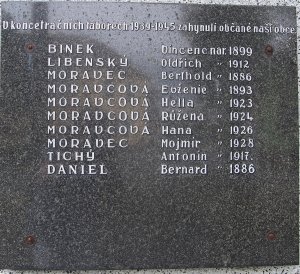 V koncetračních táborech 1939-1945 zahynuli občané naší obce
BINEK Vincenc nar. 1899
LIBENSKÝ Oldřich " 1912
MORAVEC Berthold " 1886
MORAVCOVÁ Evženie " 1893
MORAVCOVÁ Hella " 1923
MORAVCOVÁ Růžena " 1924
MORAVCOVÁ Hana " 1926
MORAVEC Mojmír " 1928
TICHÝ Antonín " 1917.
DANIEL Bernard " 1886